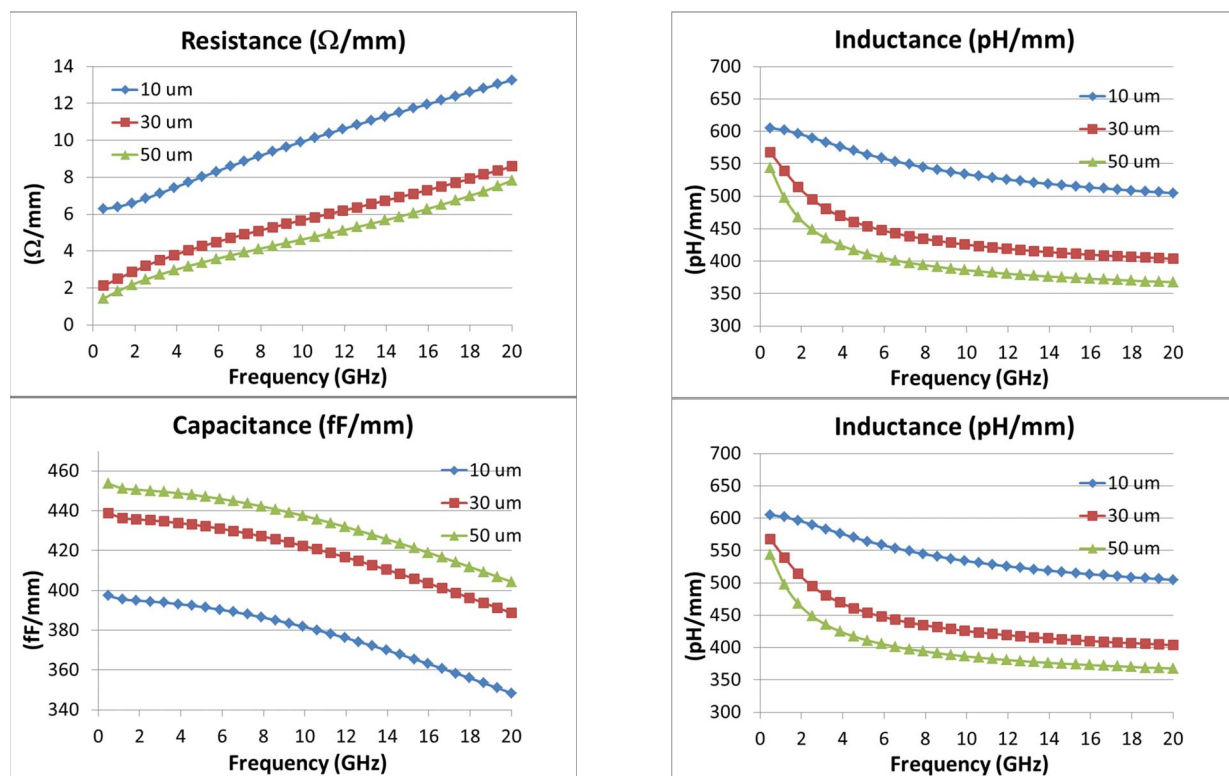 Resistance (Ω/mm)
14
12
10
8
6
4
2
0
(Ω/mm)
10 um
30 um
50 um
0 2 4 6 8 10 12 14 16 18 20
Frequency (GHz)
Inductance (pH/mm)
700
650
600
550
500
450
400
350
300
(pH/mm)
10 um
30 um
50 um
0 2 4 6 8 10 12 14 16 18 20
Frequency (GHz)
Capacitance (fF/mm)
460
440
420
400
380
360
340
(fF/mm)
10 um
30 um
50 um
0 2 4 6 8 10 12 14 16 18 20
Frequency (GHz)
Inductance (pH/mm)
700
650
600
550
500
450
400
350
300
(pH/mm)
10 um
30 um
50 um
0 2 4 6 8 10 12 14 16 18 20
Frequency (GHz)